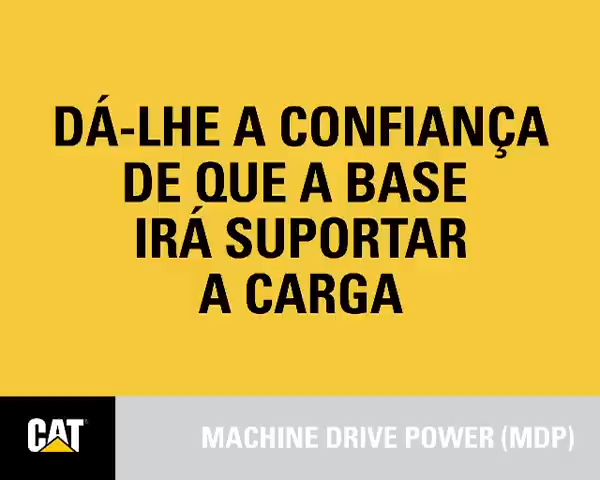 DÁ-LHE A CONFIANÇA
DE QUE A BASE
IRÁ SUPORTAR
A CARGA
CAT
MACHINE DRIVE POWER (MDP)